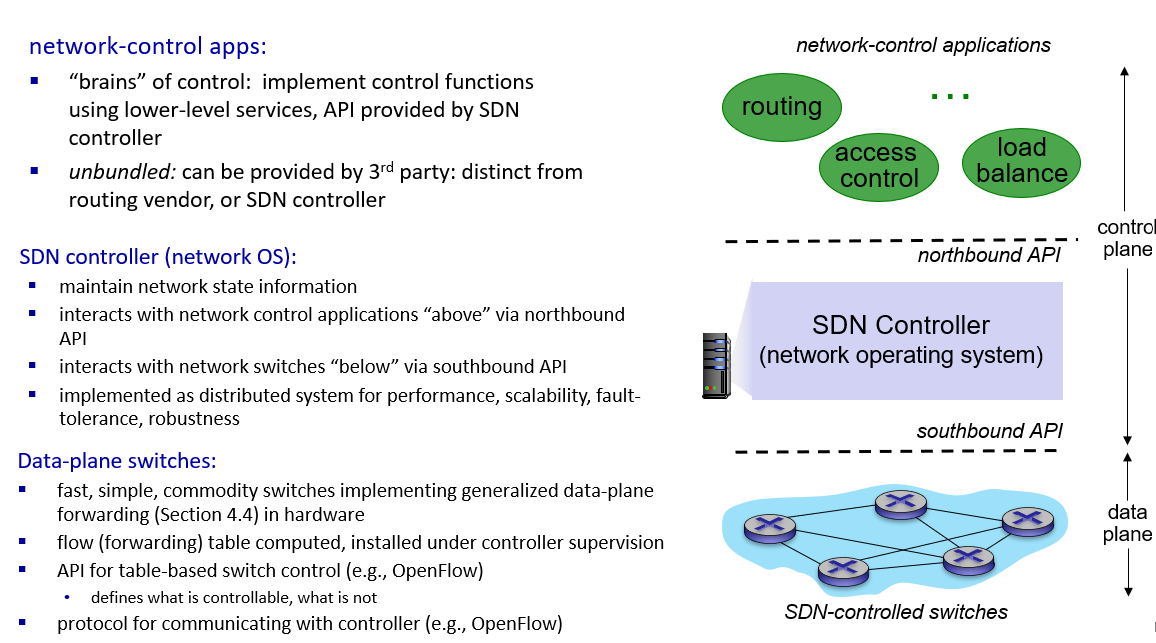 network-control apps:
▪ “brains” of control: implement control functions
using lower-level services, API provided by SDN
controller
▪ unbundled: can be provided by 3rd party: distinct from
routing vendor, or SDN controller
SDN controller (network OS):
▪ maintain network state information
▪ interacts with network control applications “above” via northbound
API
▪ interacts with network switches “below” via southbound API
▪ implemented as distributed system for performance, scalability, fault-
tolerance, robustness
Data-plane switches:
▪ fast, simple, commodity switches implementing generalized data-plane
forwarding (Section 4.4) in hardware
▪ flow (forwarding) table computed, installed under controller supervision
▪ API for table-based switch control (e.g., OpenFlow)
• defines what is controllable, what is not
▪ protocol for communicating with controller (e.g., OpenFlow)
network-control applications
routing
...
access
control
load
balance
control
plane
northbound API
SDN Controller
(network operating system)
southbound API
data
plane
SDN-controlled switches